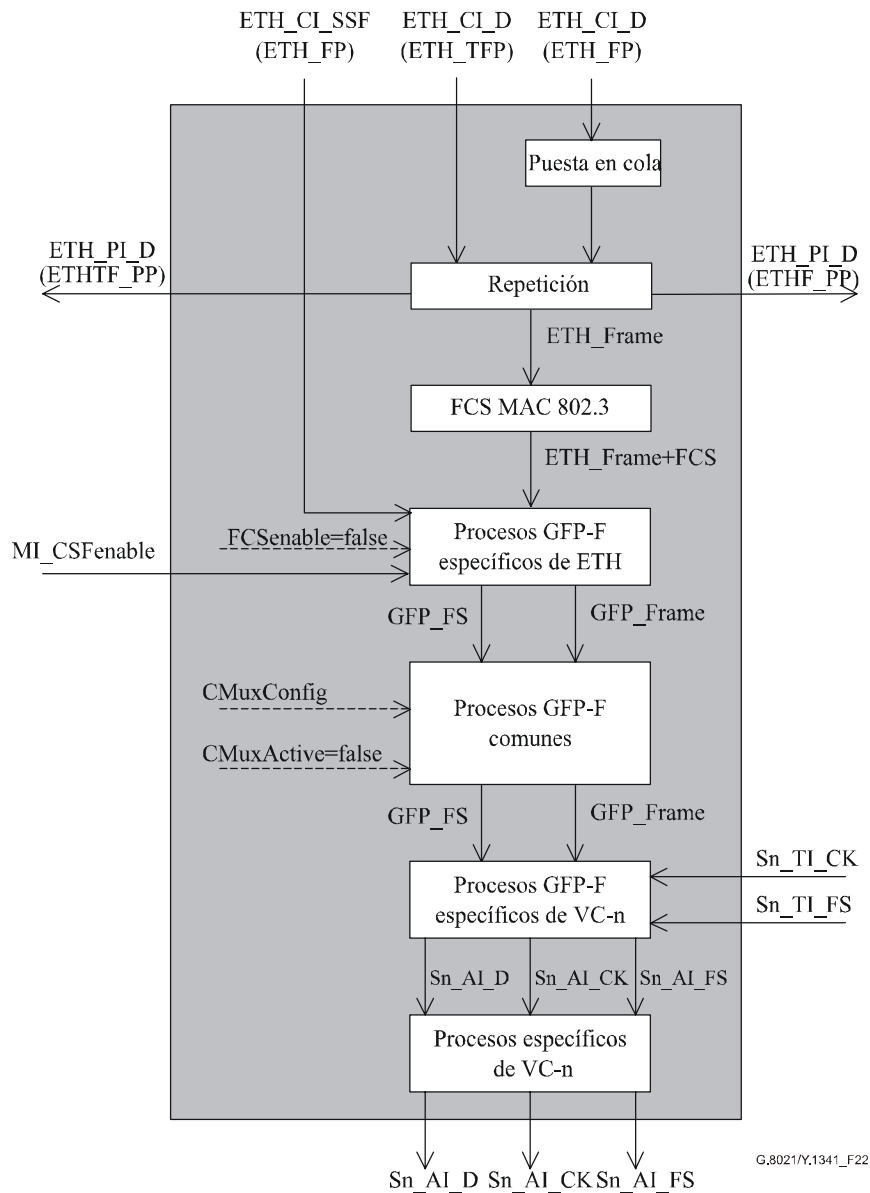 ETH_CI_SSF
(ETH_FP)
ETH_CI_D
(ETH_TFP)
ETH_CI_D
(ETH_FP)
Puesta en cola
ETH_PI_D
(ETHTF_PP)
ETH_PI_D
(ETHF_PP)
Repetición
ETH_Frame
FCS MAC 802.3
ETH_Frame+FCS
FCSenable=false
Procesos GFP-F
específicos de ETH
MI_CSFenable
GFP_FS
GFP_Frame
CMuxConfig
Procesos GFP-F
comunes
CMuxActive=false
GFP_FS
GFP_Frame
Sn_TI_CK
Procesos GFP-F
específicos de VC-n
Sn_TI_FS
Sn_AI_D
Sn_AI_CK
Sn_AI_FS
Procesos específicos
de VC-n
G.8021/Y.1341_F22
Sn_AI_D
Sn_AI_CK
Sn_AI_FS